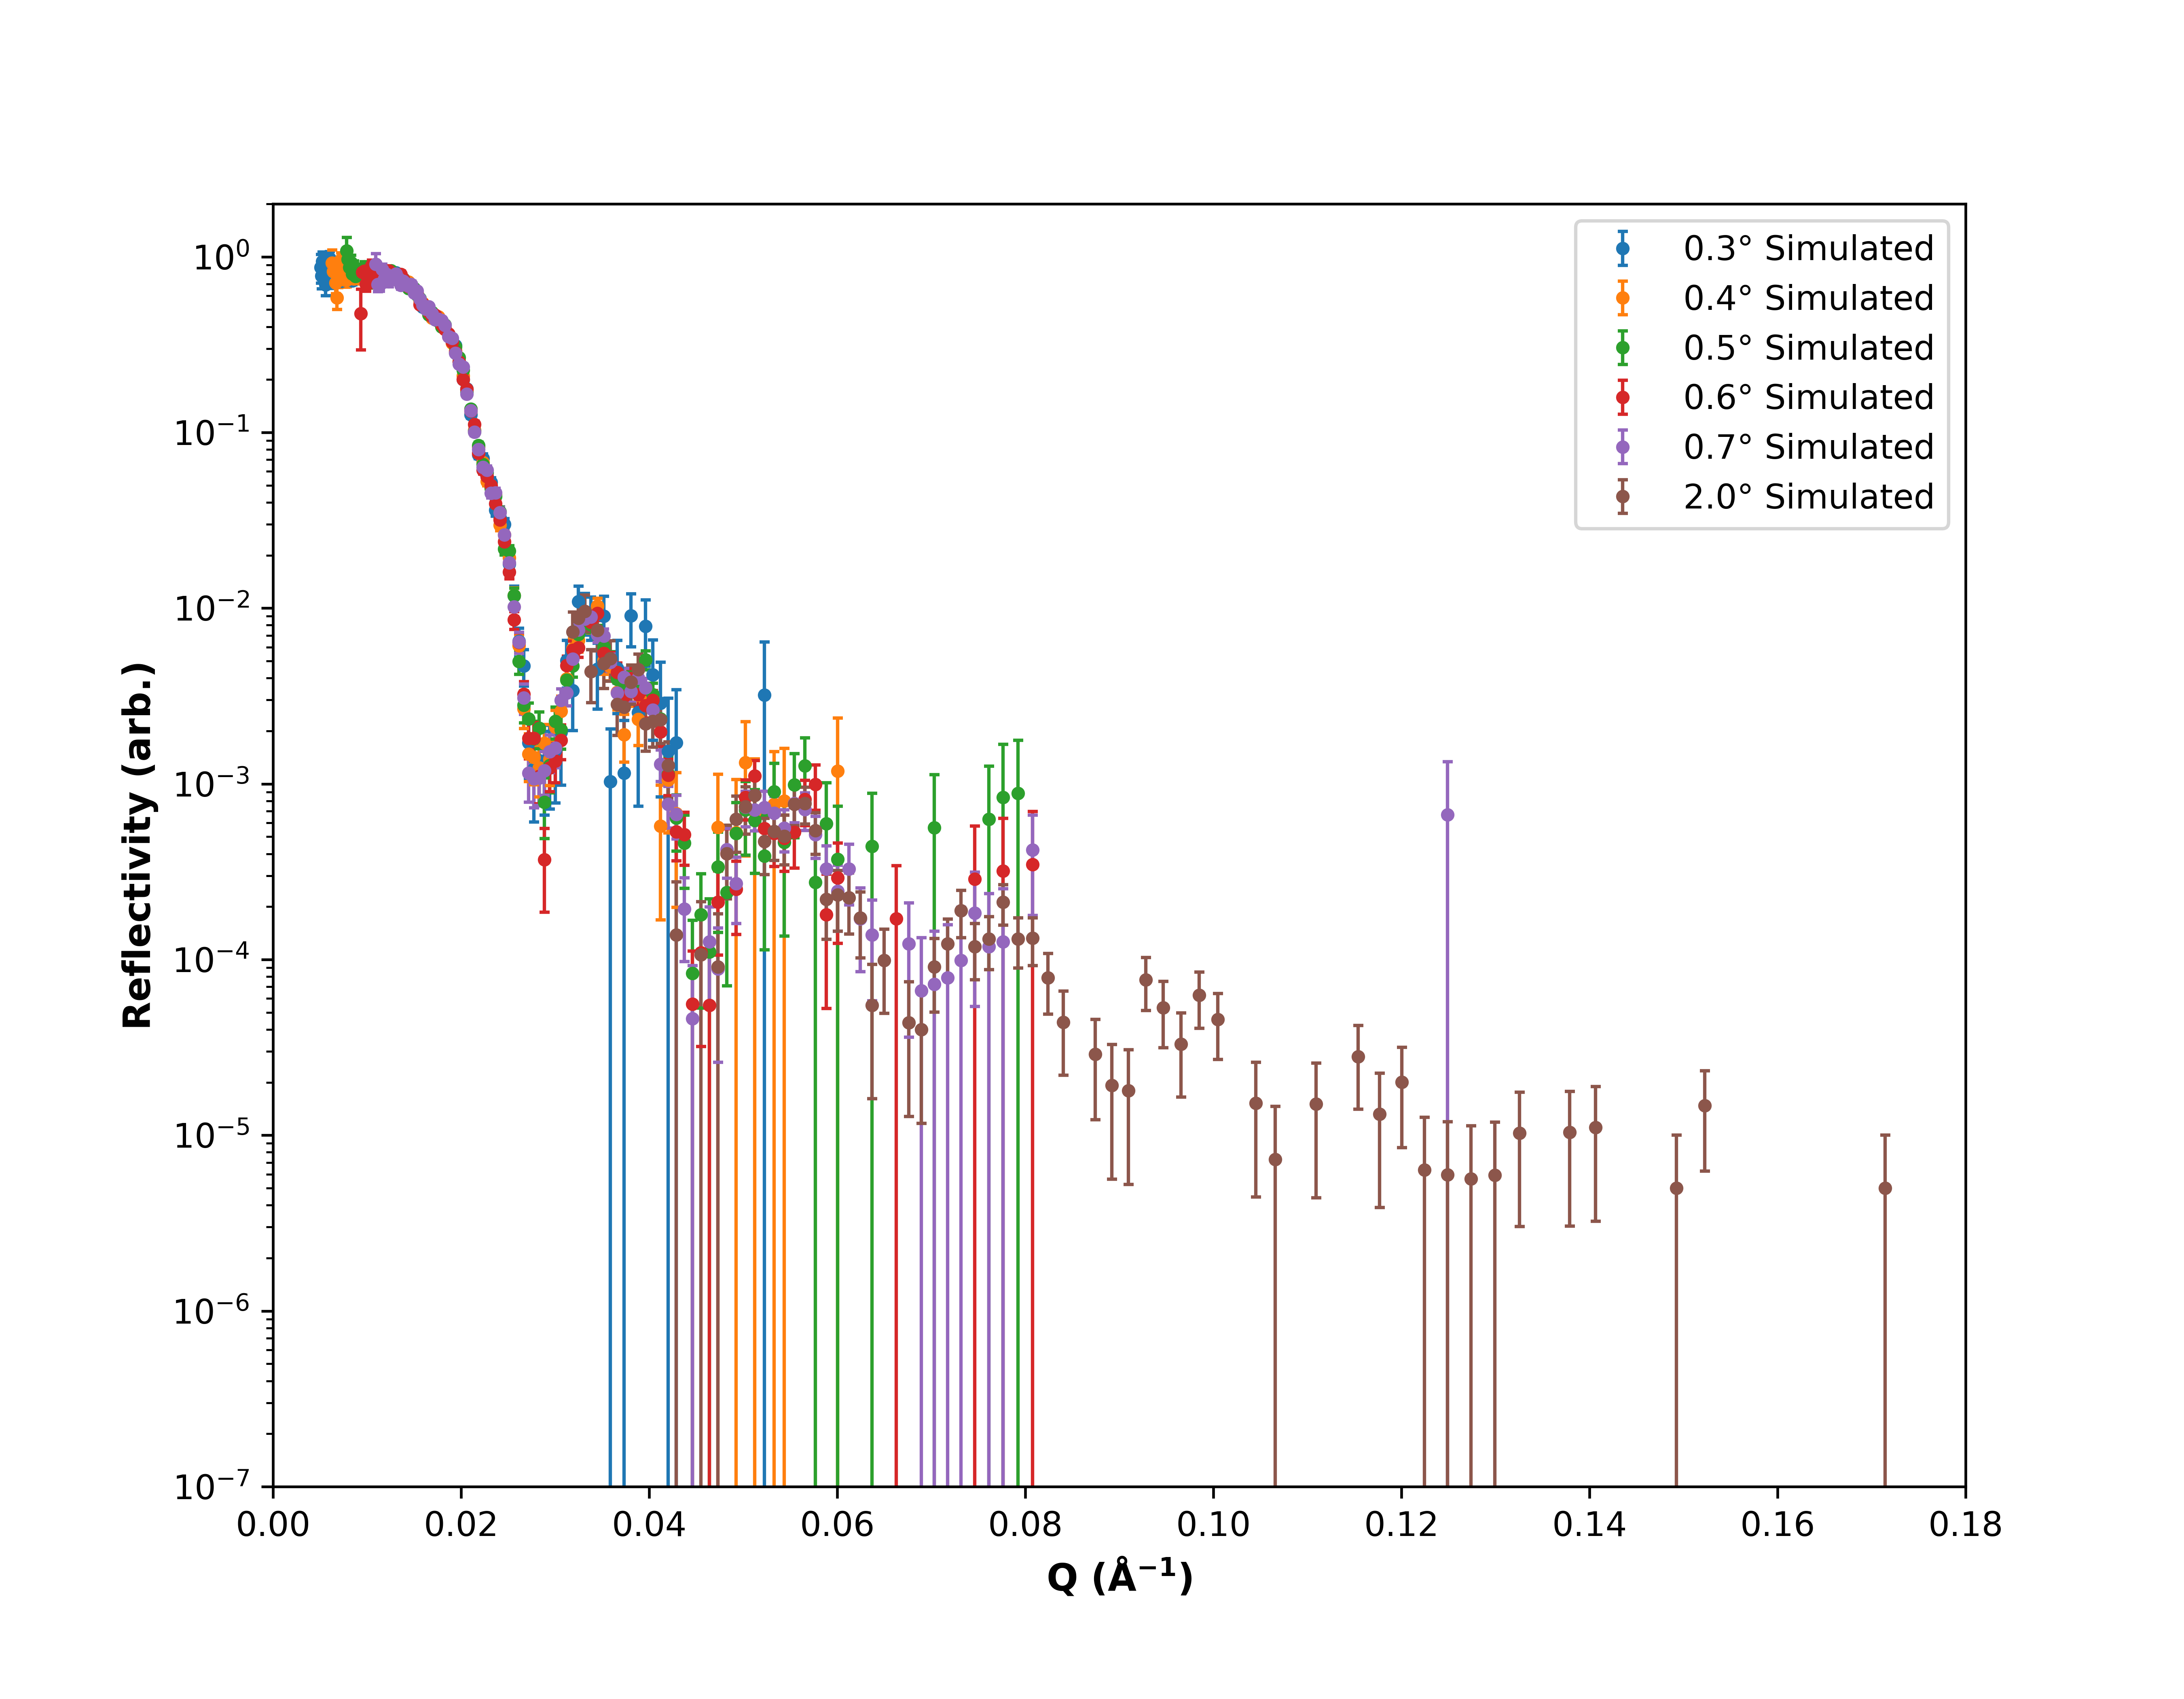 10⁰
10⁻¹
10⁻²
10⁻³
10⁻⁴
10⁻⁵
10⁻⁶
10⁻⁷
Reflectivity (arb.)
0.3° Simulated
0.4° Simulated
0.5° Simulated
0.6° Simulated
0.7° Simulated
2.0° Simulated
0.00 0.02 0.04 0.06 0.08 0.10 0.12 0.14 0.16 0.18
Q (Å⁻¹)